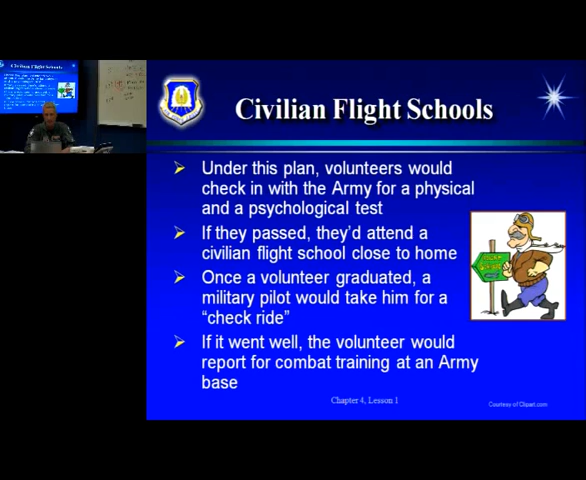 Civilian Flight Schools
Under this plan, volunteers would
check in with the Army for a physical
and a psychological test
If they passed, they'd attend a
civilian flight school close to home
Once a volunteer graduated, a
military pilot would take him for a
“check ride”
If it went well, the volunteer would
report for combat training at an Army
base
Chapter 4, Lesson 1
Courtesy of Clipart.com